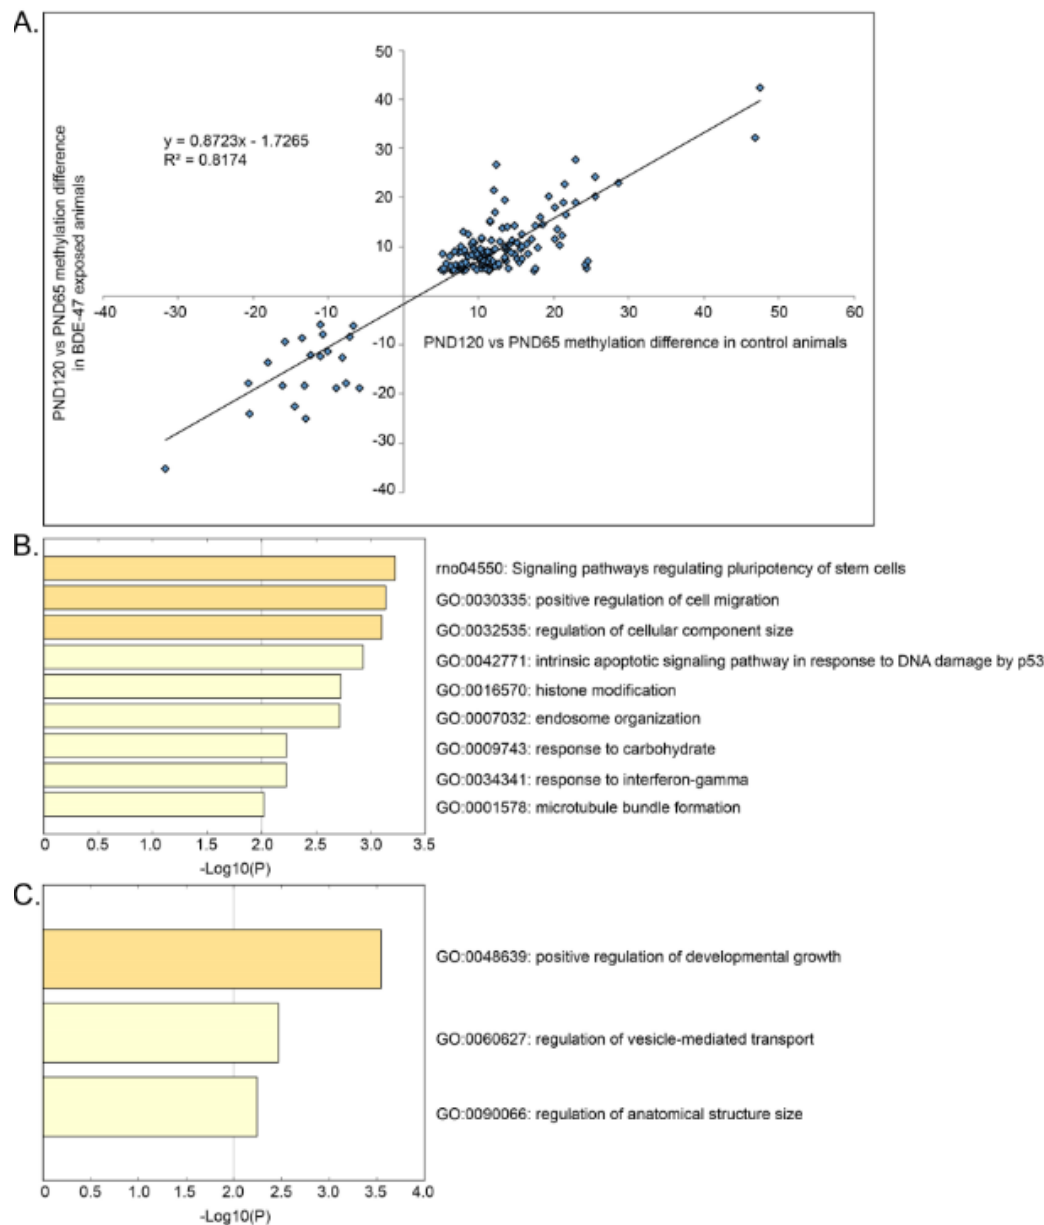 A.
50
40
30
20
10
-40 -30 -20 -10 10 20 30 40 50 60
-10
-20
-30
-40
y = 0.8723x - 1.7265
R² = 0.8174
PND120 vs PND65 methylation difference
in BDE-47 exposed animals
PND120 vs PND65 methylation difference in control animals
B.
rno04550: Signaling pathways regulating pluripotency of stem cells
GO:0030335: positive regulation of cell migration
GO:0032535: regulation of cellular component size
GO:0042771: intrinsic apoptotic signaling pathway in response to DNA damage by p53
GO:0016570: histone modification
GO:0007032: endosome organization
GO:0009743: response to carbohydrate
GO:0034341: response to interferon-gamma
GO:0001578: microtubule bundle formation
0 0.5 1.0 1.5 2.0 2.5 3.0 3.5
-Log10(P)
C.
GO:0048639: positive regulation of developmental growth
GO:0060627: regulation of vesicle-mediated transport
GO:0090066: regulation of anatomical structure size
0 0.5 1.0 1.5 2.0 2.5 3.0 3.5 4.0
-Log10(P)